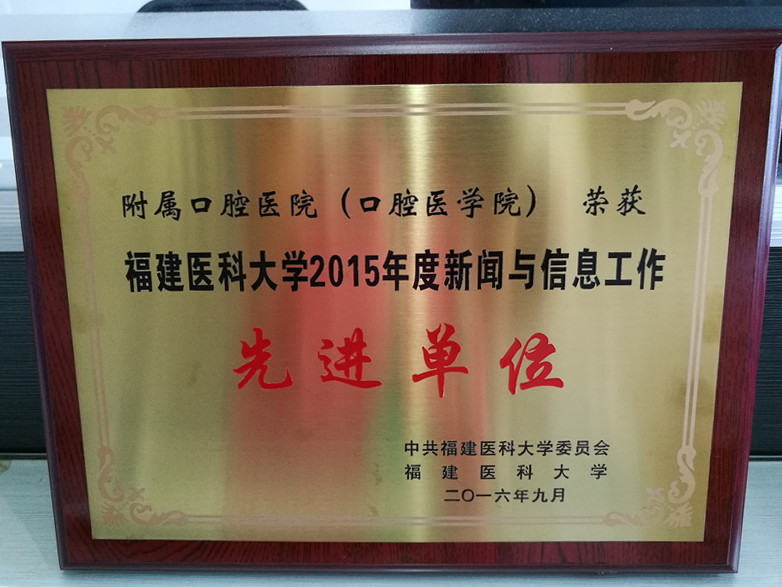 附属口腔医院（口腔医学院） 荣获
福建医科大学2015年度新闻与信息工作
先进单位
中共福建医科大学委员会
福建医科大学
二〇一六年九月